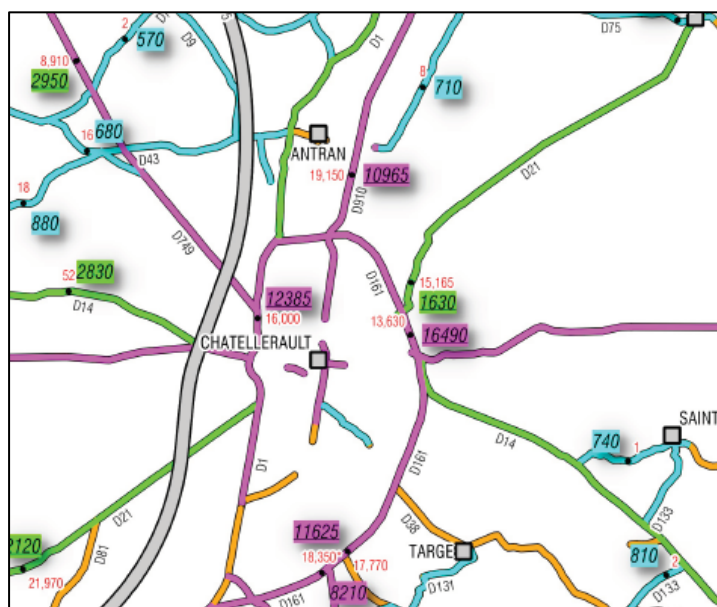 2
D75
D1
570
D9
8,910
8
2950
710
16
680
ANTRAN
D43
19,150
10965
D21
18
D910
880
D749
52
2830
D161
15,165
12385
1630
D14
16,000
13,630
16490
CHATELLERAULT
SAINT
740
1
D14
D1
D161
D21
D133
11625
D38
810
D81
TARGE
2120
18,350*
17,770
2
21,970
8210
D131
D133
D161